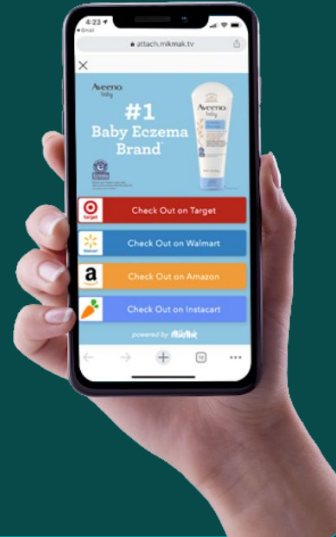 4:23
Email
attach.mikmak.tv
Aveeno
baby
#1
Baby Eczema
Brand*
Aveeno
baby
target
Check Out on Target
Walmart
Check Out on Walmart
a
Check Out on Amazon
Check Out on Instacart
powered by MikMak